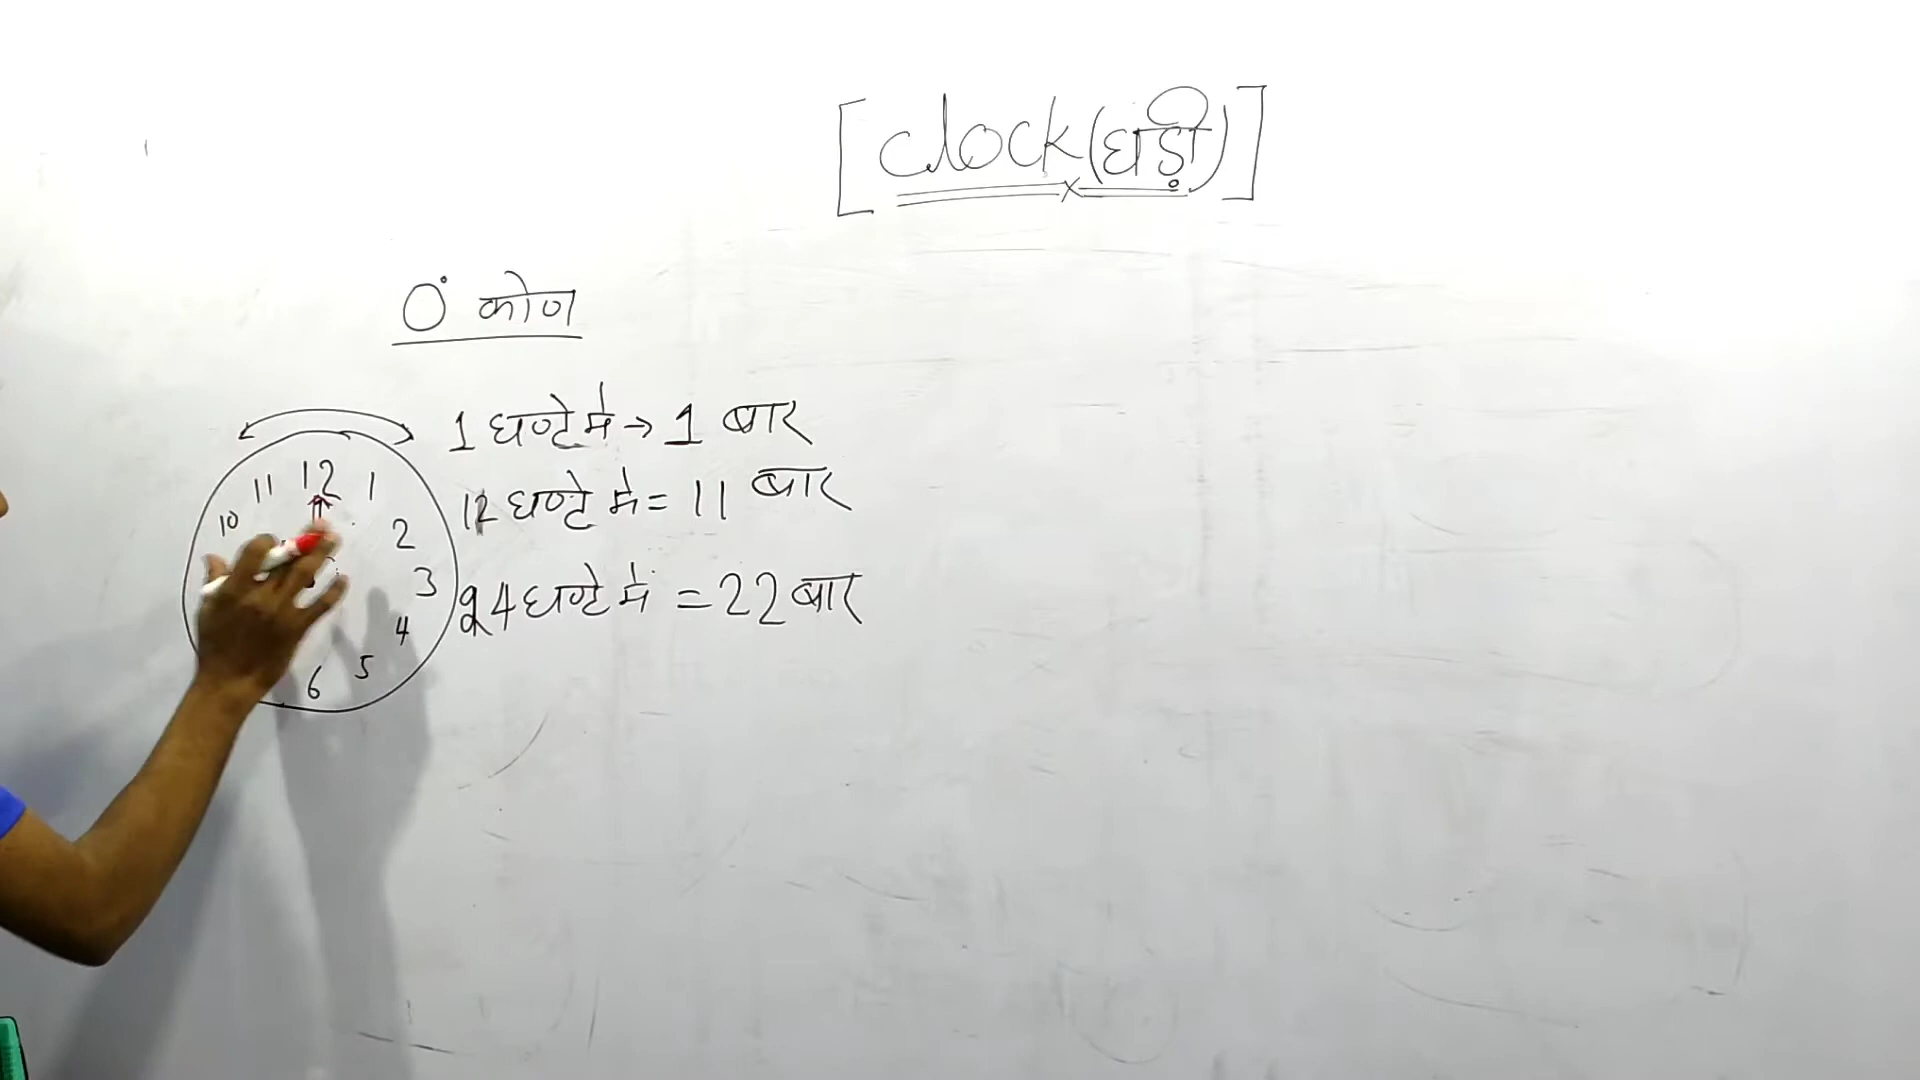 [clock(घड़ी)]
0° कोण
1 घण्टे मे → 1 बार
12 घण्टे मे = 11 बार
24 घण्टे मे = 22 बार
11 12 1
10 2
3
4
6 5